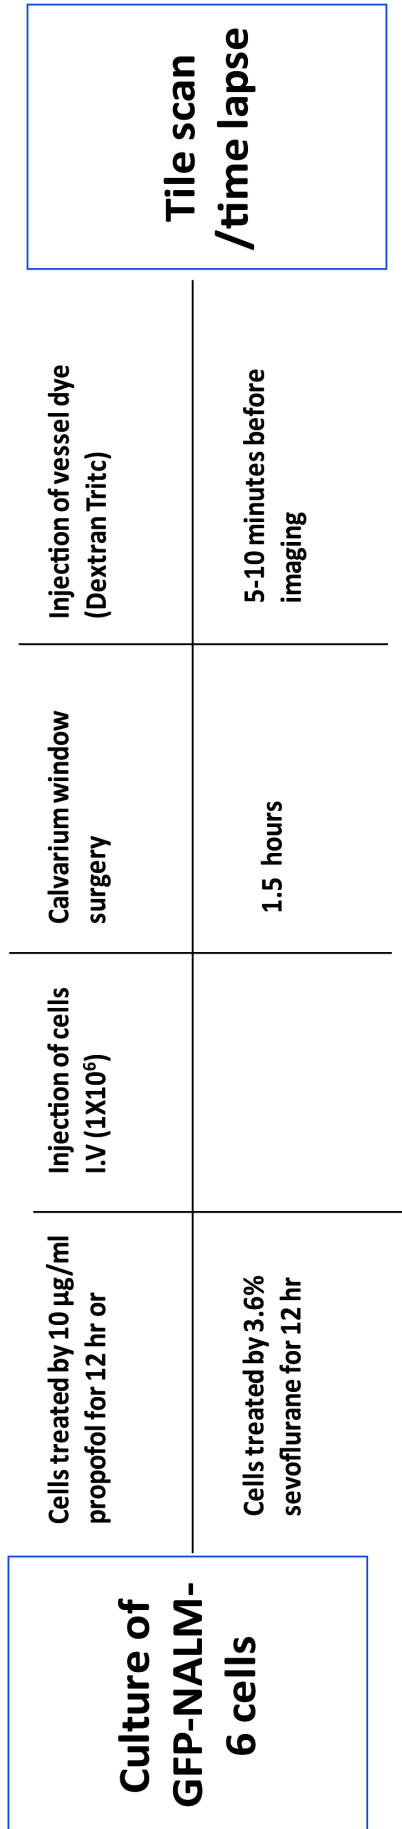 Culture of
GFP-NALM-
6 cells
Cells treated by 10 µg/ml
propofol for 12 hr or
Cells treated by 3.6%
sevoflurane for 12 hr
Injection of cells
I.V (1X10⁶)
Calvarium window
surgery
1.5 hours
Injection of vessel dye
(Dextran Tritc)
5-10 minutes before
imaging
Tile scan
/time lapse